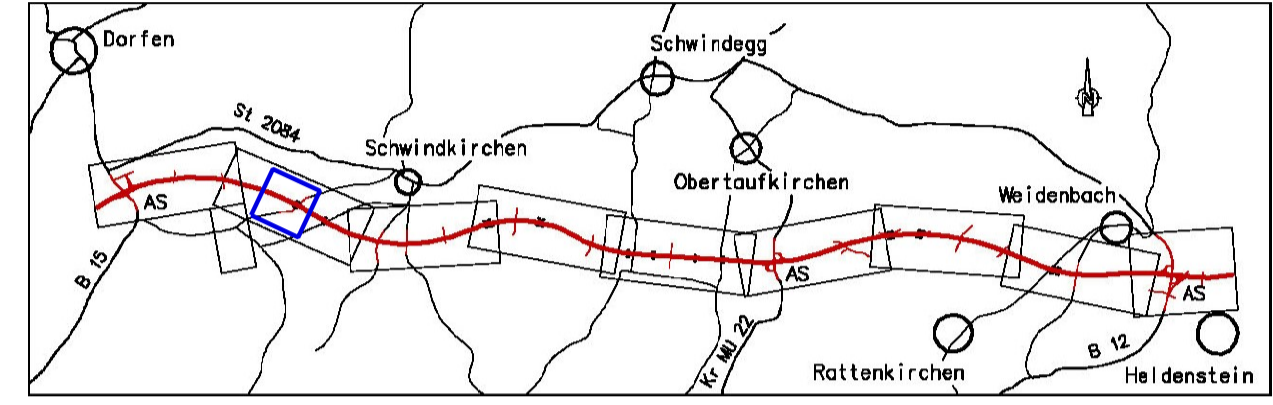 Dorfen
Schwindegg
N
St 2084
Schwindkirchen
Obertaufkirchen
Weidenbach
AS
B 15
AS
AS
Kr MÜ 22
B 12
Rattenkirchen
Heldenstein